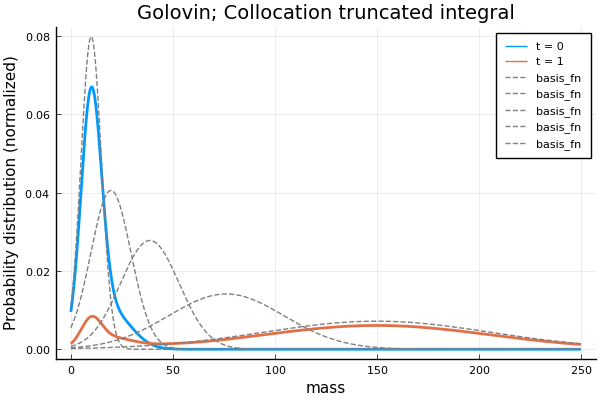 Golovin; Collocation truncated integral
Probability distribution (normalized)
0.08
0.06
0.04
0.02
0.00
t = 0
t = 1
basis_fn
basis_fn
basis_fn
basis_fn
basis_fn
0
50
100
150
200
250
mass